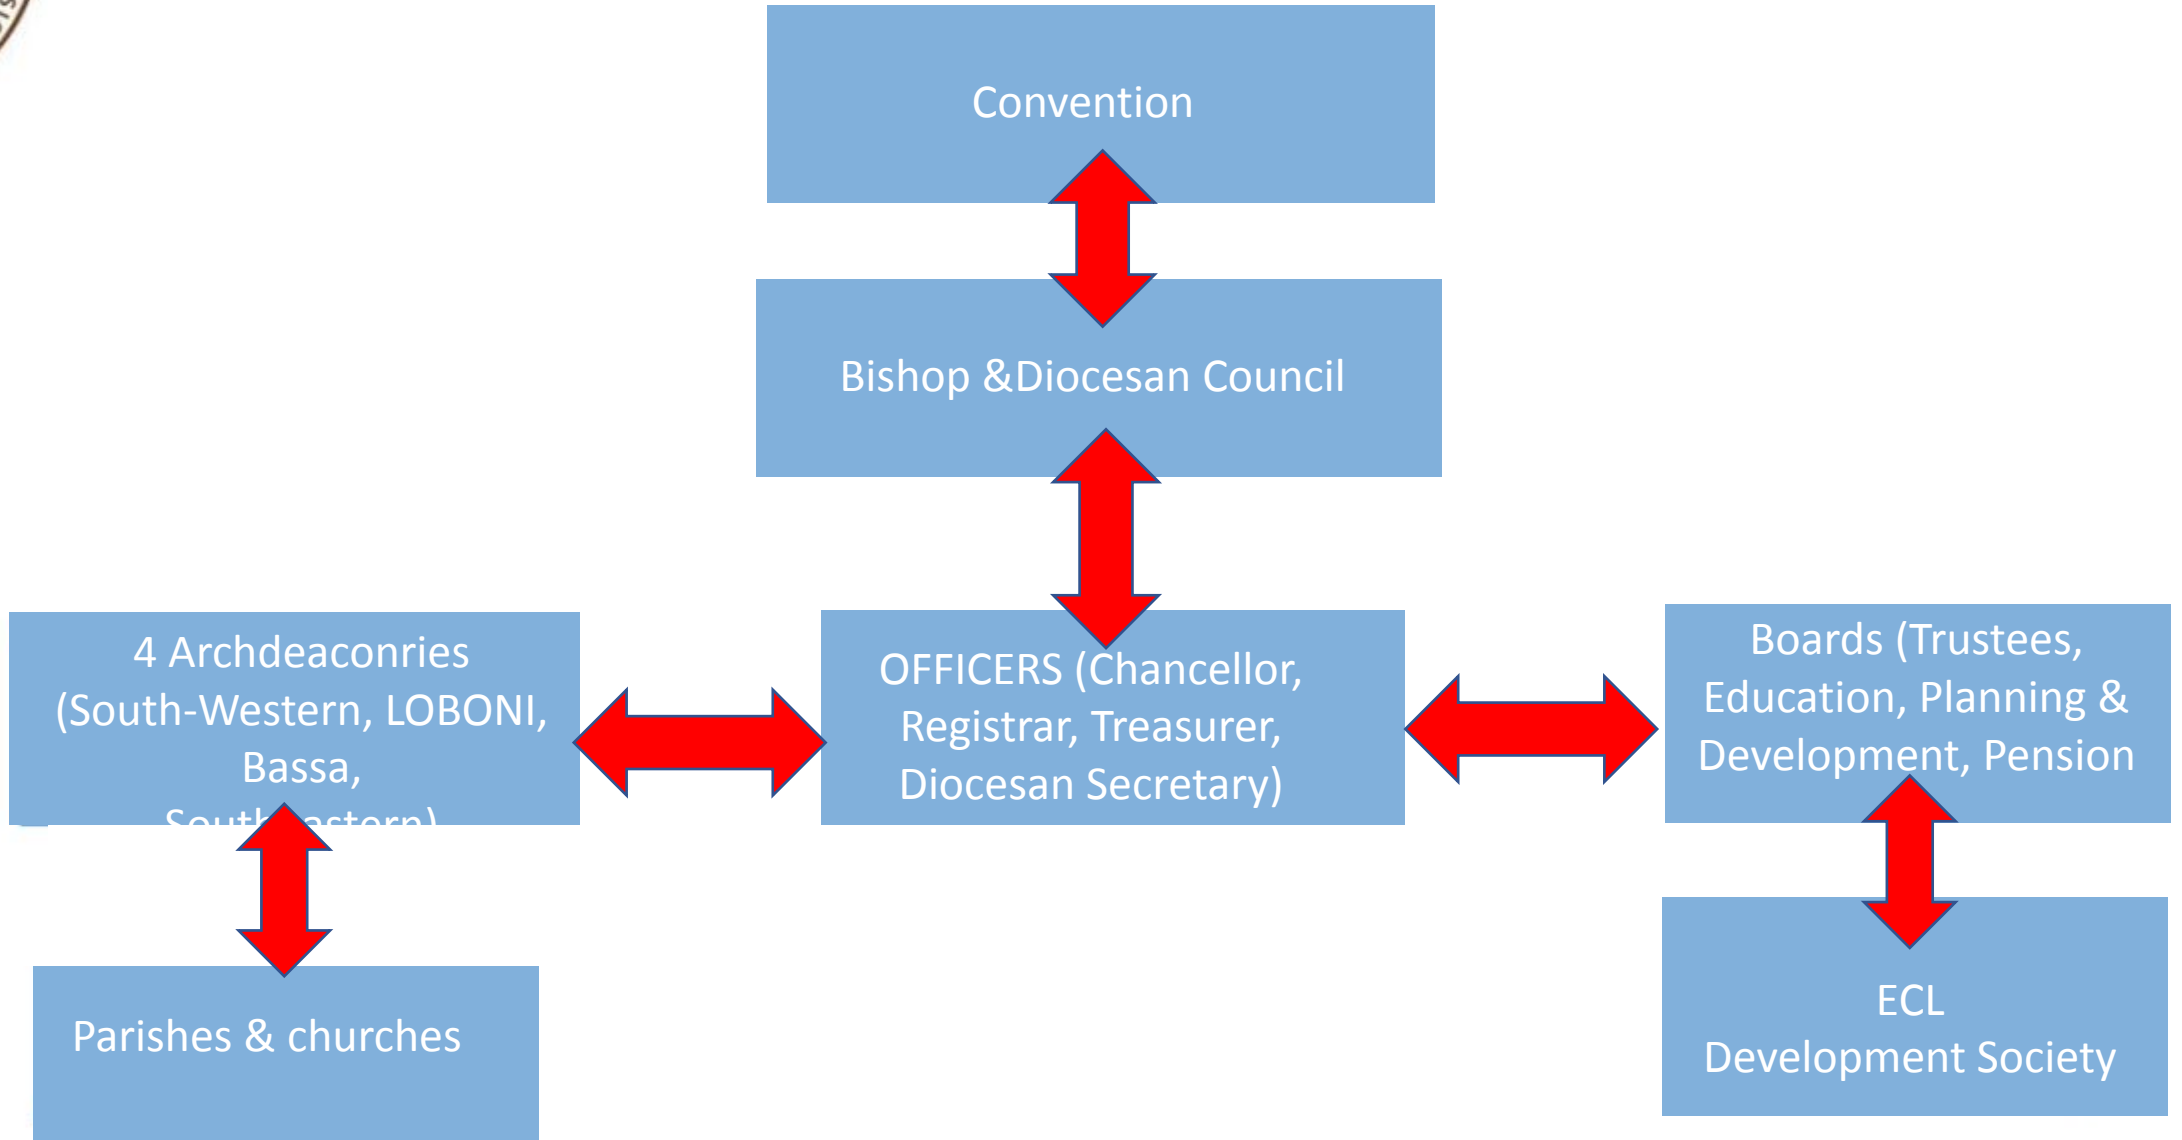 Convention
Bishop &Diocesan Council
4 Archdeaconries
(South-Western, LOBONI,
Bassa,
OFFICERS (Chancellor,
Registrar, Treasurer,
Diocesan Secretary)
Boards (Trustees,
Education, Planning &
Development, Pension
Parishes & churches
ECL
Development Society